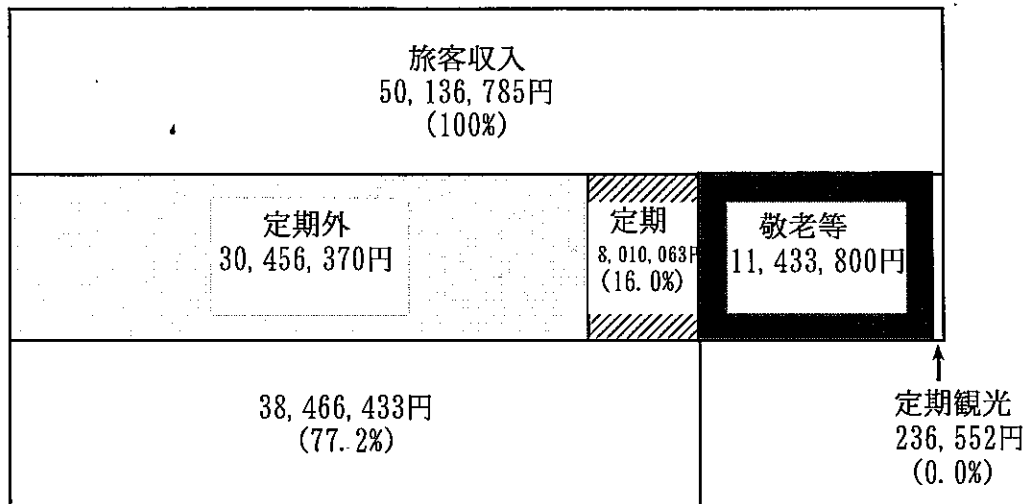 旅客収入
50,136,785円
(100%)
定期外
30,456,370円
定期
8,010,063円
(16.0%)
敬老等
11,433,800円
38,466,433円
(77.2%)
定期観光
236,552円
(0.0%)